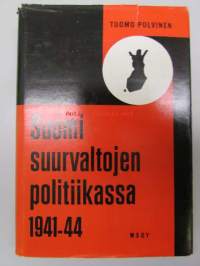 TUOMO POLVINEN
Suomi
suurvaltojen
politiikassa
1941-44
WSOY